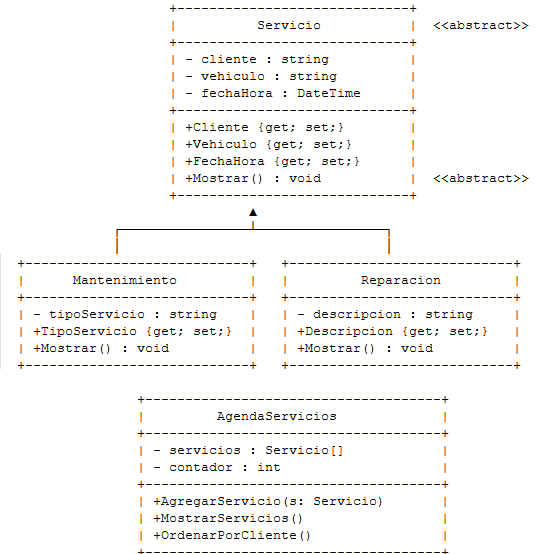 Servicio <<abstract>>
- cliente : string
- vehiculo : string
- fechaHora : DateTime
+Cliente {get; set;}
+Vehiculo {get; set;}
+FechaHora {get; set;}
+Mostrar() : void <<abstract>>
Mantenimiento
- tipoServicio : string
+TipoServicio {get; set;}
+Mostrar() : void
Reparacion
- descripcion : string
+Descripcion {get; set;}
+Mostrar() : void
AgendaServicios
- servicios : Servicio[]
- contador : int
+AgregarServicio(s: Servicio)
+MostrarServicios()
+OrdenarPorCliente()